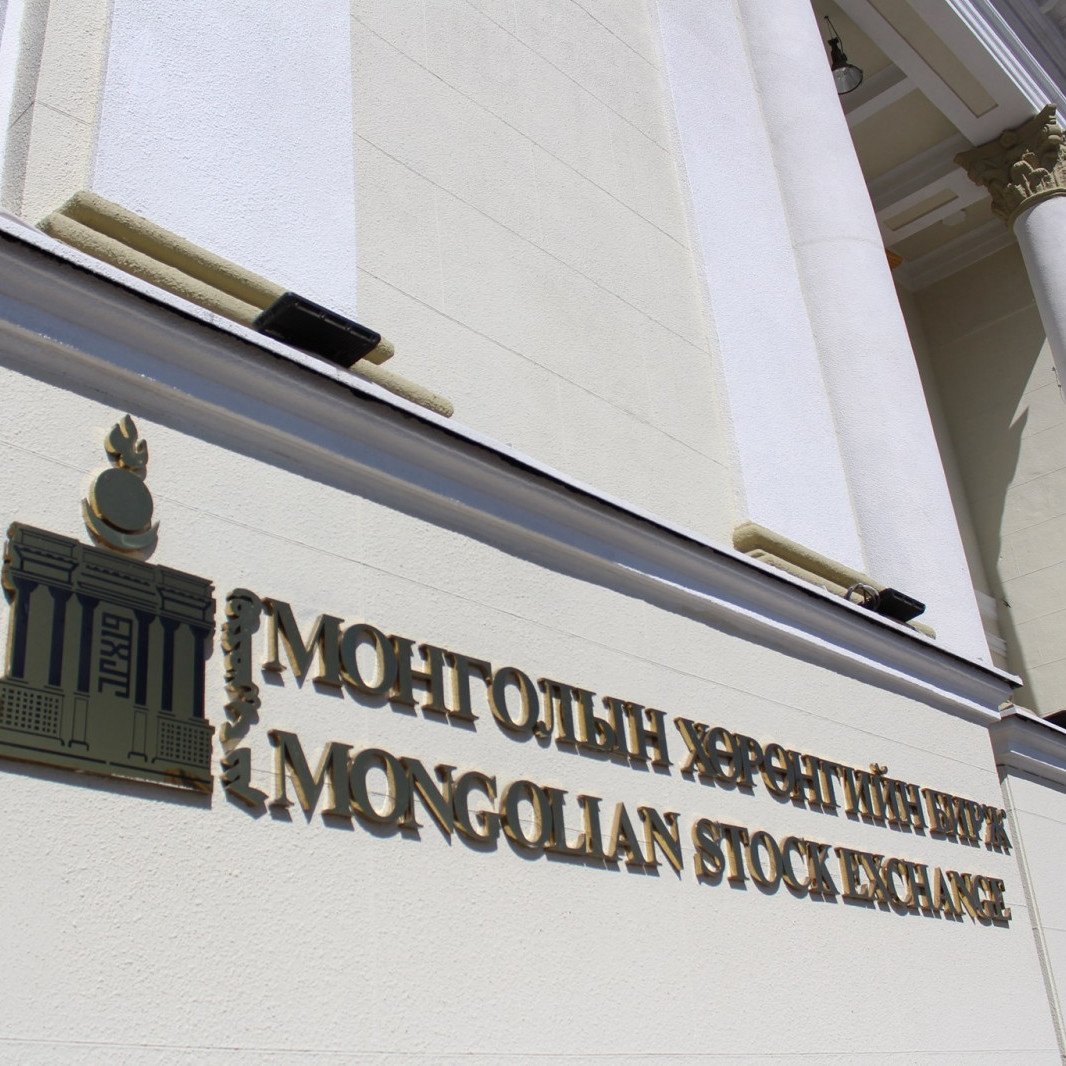 МОНГОЛЫН ХӨРӨНГИЙН БИРЖ
MONGOLIAN STOCK EXCHANGE